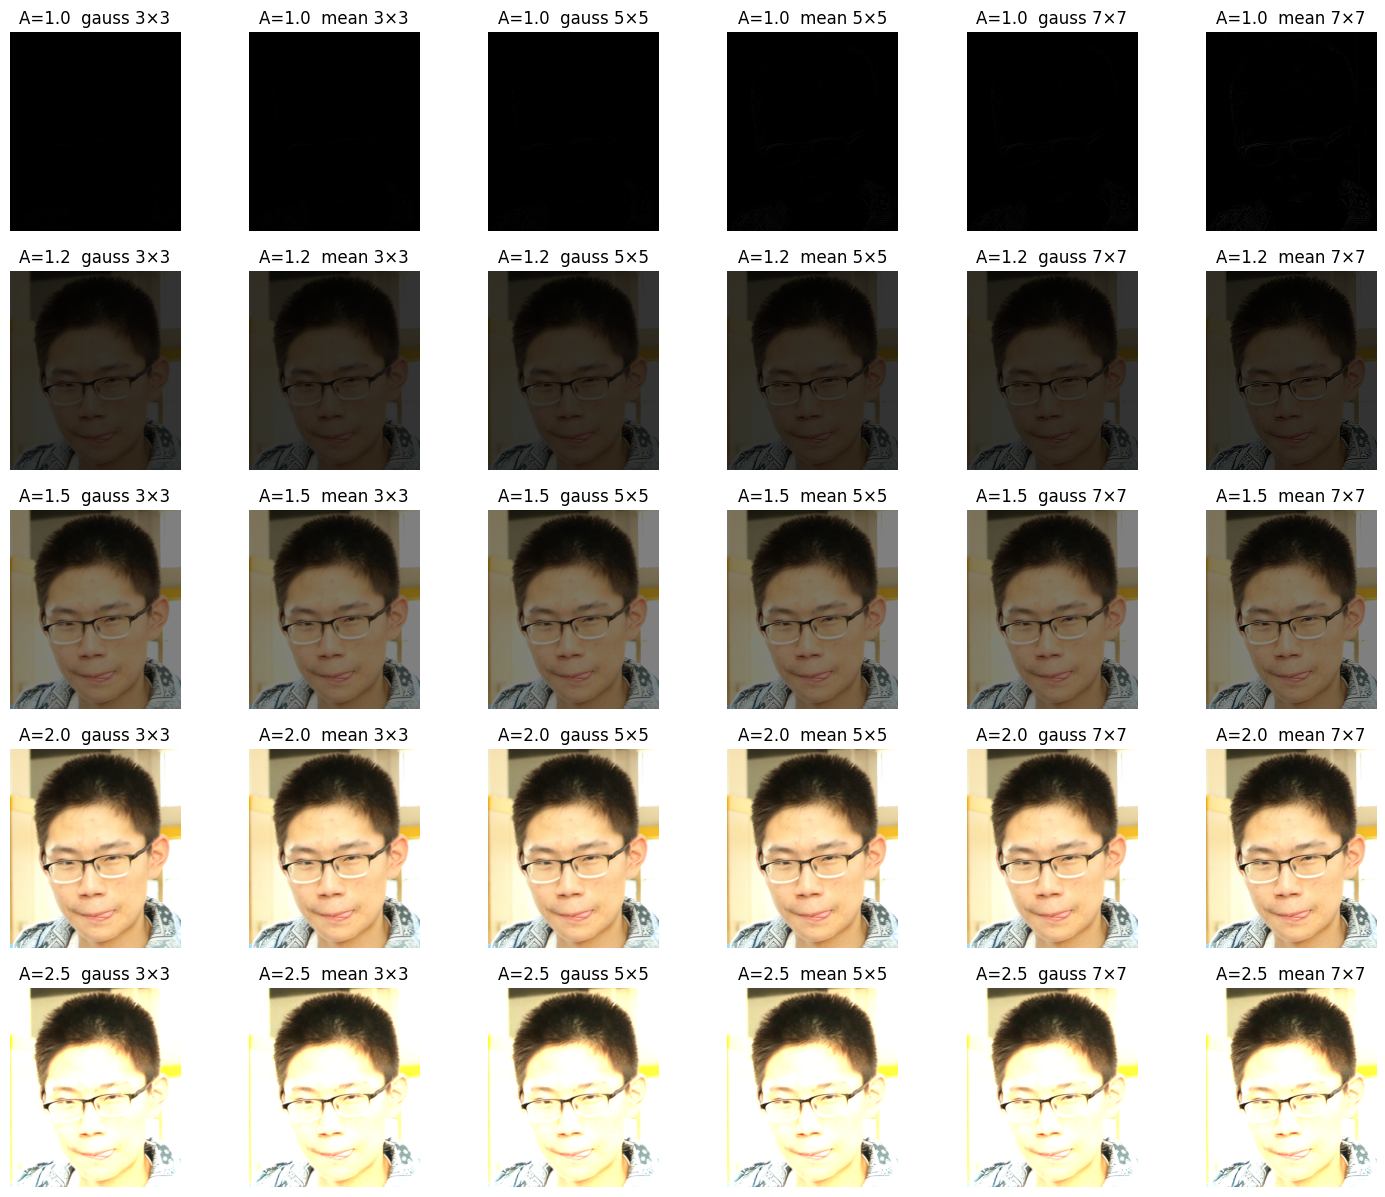 A=1.0  gauss 3×3
A=1.0  mean 3×3
A=1.0  gauss 5×5
A=1.0  mean 5×5
A=1.0  gauss 7×7
A=1.0  mean 7×7
A=1.2  gauss 3×3
A=1.2  mean 3×3
A=1.2  gauss 5×5
A=1.2  mean 5×5
A=1.2  gauss 7×7
A=1.2  mean 7×7
A=1.5  gauss 3×3
A=1.5  mean 3×3
A=1.5  gauss 5×5
A=1.5  mean 5×5
A=1.5  gauss 7×7
A=1.5  mean 7×7
A=2.0  gauss 3×3
A=2.0  mean 3×3
A=2.0  gauss 5×5
A=2.0  mean 5×5
A=2.0  gauss 7×7
A=2.0  mean 7×7
A=2.5  gauss 3×3
A=2.5  mean 3×3
A=2.5  gauss 5×5
A=2.5  mean 5×5
A=2.5  gauss 7×7
A=2.5  mean 7×7